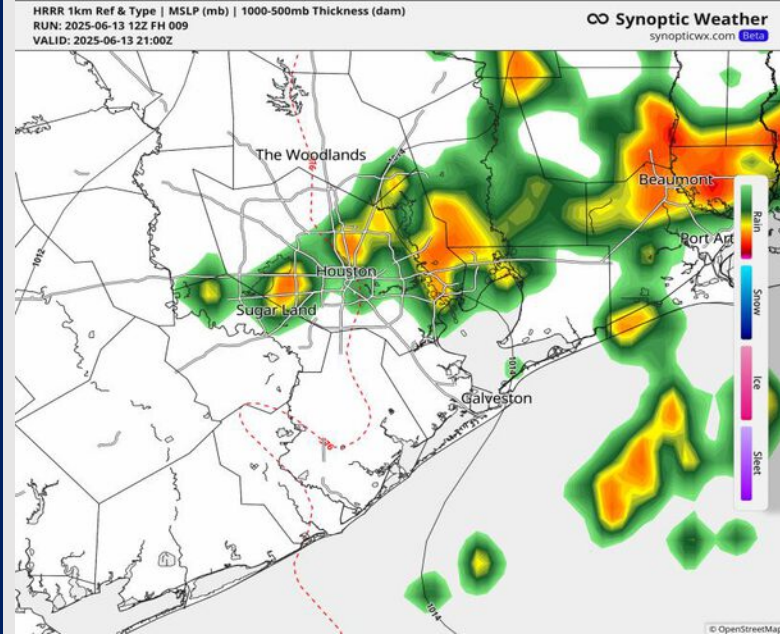 HRRR 1km Ref & Type | MSLP (mb) | 1000-500mb Thickness (dam)
RUN: 2025-06-13 12Z FH 009
VALID: 2025-06-13 21:00Z
Synoptic Weather
synopticwx.com Beta
The Woodlands
Beaumont
Port Art
Houston
Sugar Land
Galveston
1012
1014
1014
Rain
Snow
Ice
Sleet
© OpenStreetMap